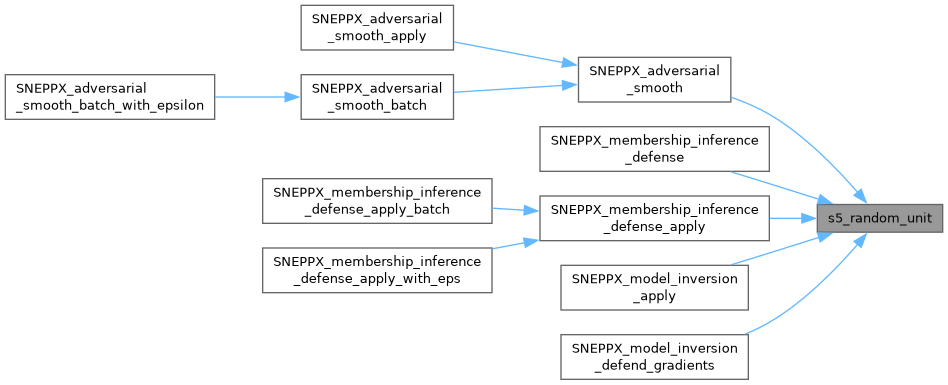 SNEPPX_adversarial
_smooth_apply
SNEPPX_adversarial
_smooth
SNEPPX_adversarial
_smooth_batch_with_epsilon
SNEPPX_adversarial
_smooth_batch
SNEPPX_membership_inference
_defense
SNEPPX_membership_inference
_defense_apply_batch
SNEPPX_membership_inference
_defense_apply
s5_random_unit
SNEPPX_membership_inference
_defense_apply_with_eps
SNEPPX_model_inversion
_apply
SNEPPX_model_inversion
_defend_gradients